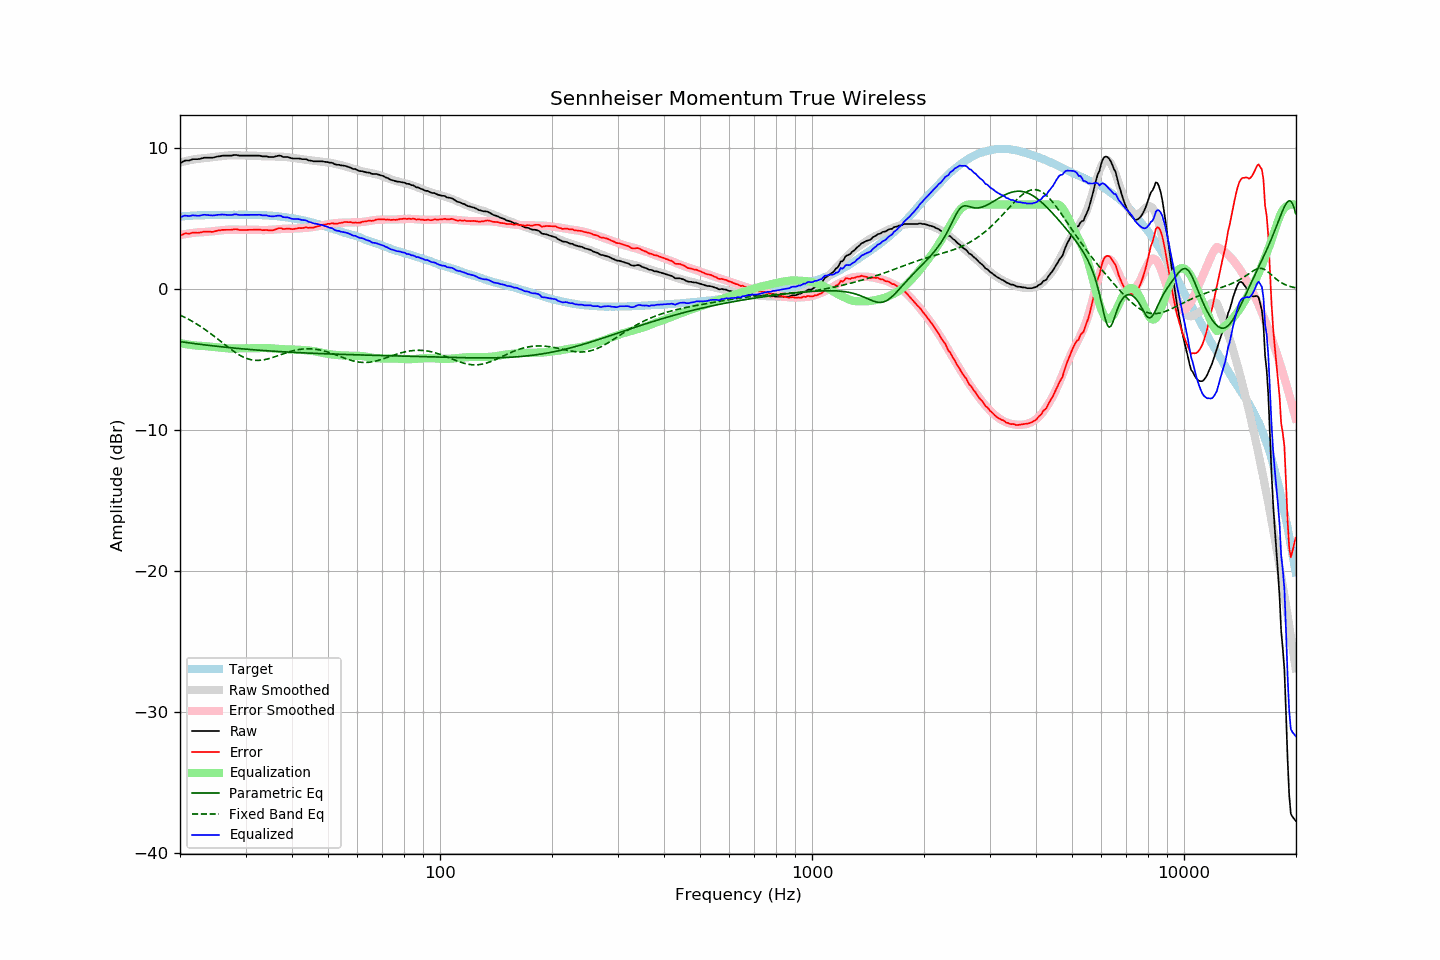 Sennheiser Momentum True Wireless
10
0
−10
−20
−30
−40
Amplitude (dBr)
Target
Raw Smoothed
Error Smoothed
Raw
Error
Equalization
Parametric Eq
Fixed Band Eq
Equalized
100
1000
10000
Frequency (Hz)